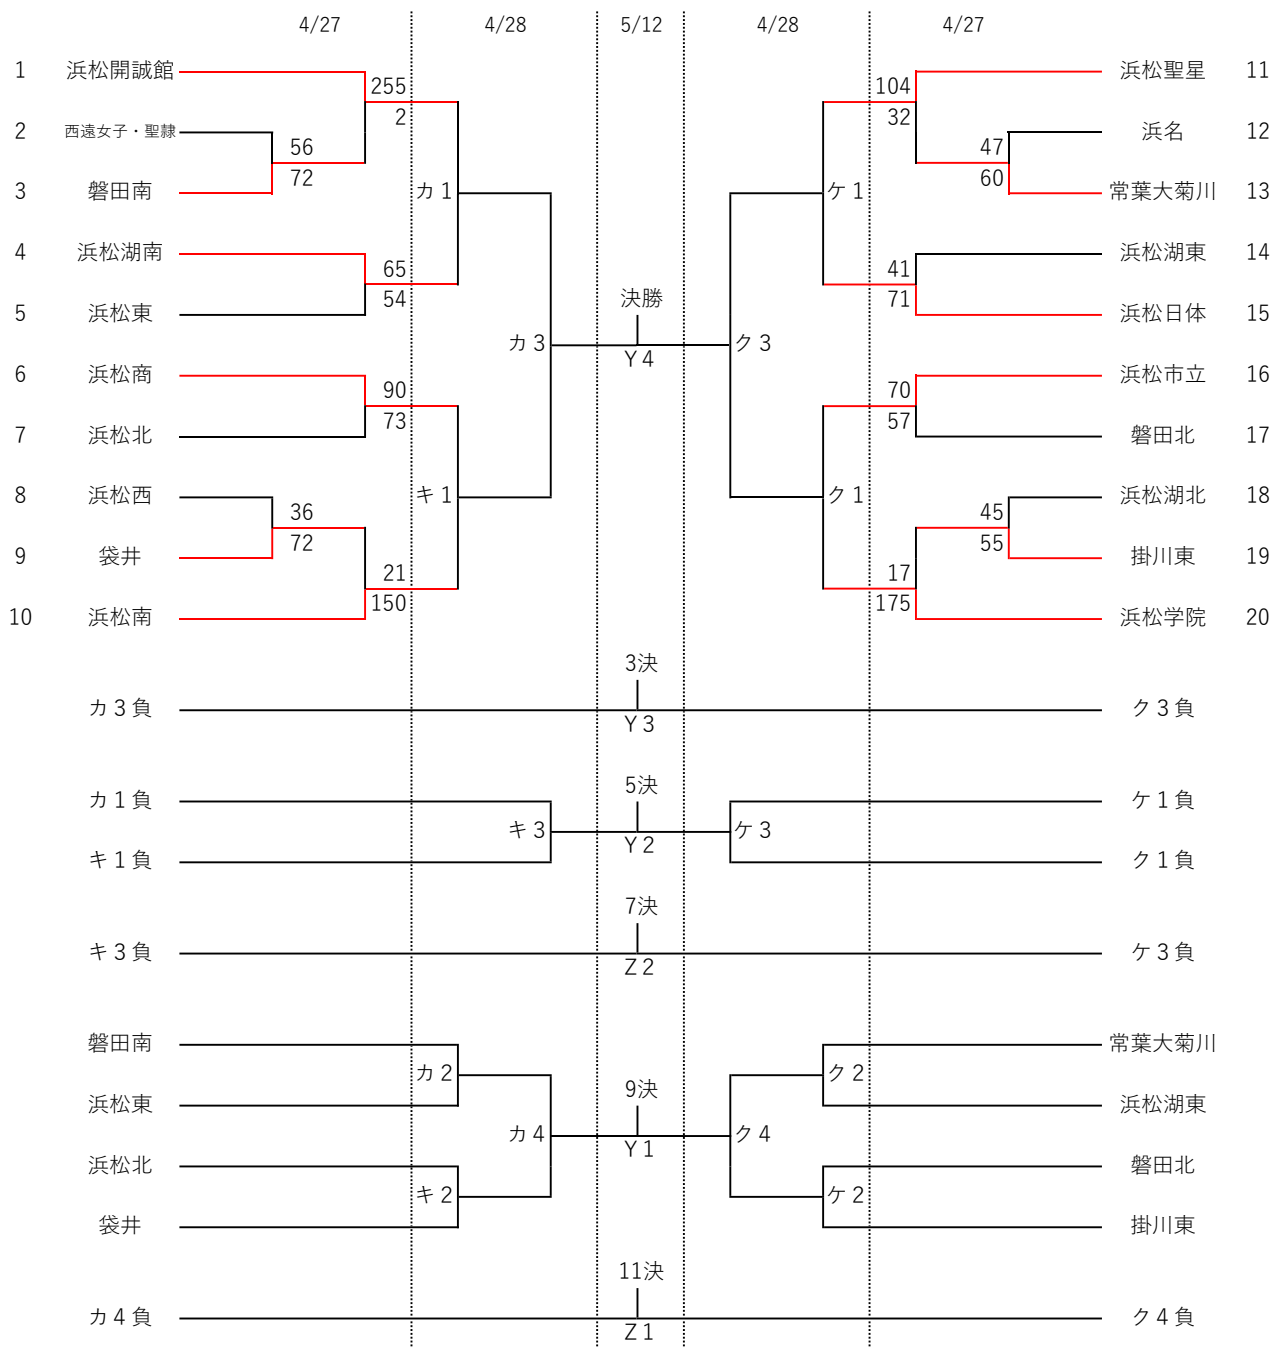 4/27 4/28 5/12 4/28 4/27
1 浜松開誠館 255 104 浜松聖星 11
2 32
2 西遠女子・聖隷 56 47 浜名 12
72 60
3 磐田南 カ1 ケ1 常葉大菊川 13
4 浜松湖南 65 41 浜松湖東 14
54 決勝 71
5 浜松東 浜松日体 15
カ3 Y4 ク3
6 浜松商 90 70 浜松市立 16
73 57
7 浜松北 磐田北 17
8 浜松西 キ1 ク1 浜松湖北 18
36 45
72 55
9 袋井 21 17 掛川東 19
150 175
10 浜松南 浜松学院 20
3決
カ3負 Y3 ク3負
5決
カ1負 ケ1負
キ3 Y2 ケ3
キ1負 ク1負
7決
キ3負 Z2 ケ3負
磐田南 常葉大菊川
カ2 ク2
9決
浜松東 浜松湖東
カ4 Y1 ク4
浜松北 磐田北
キ2 ケ2
袋井 掛川東
11決
カ4負 Z1 ク4負